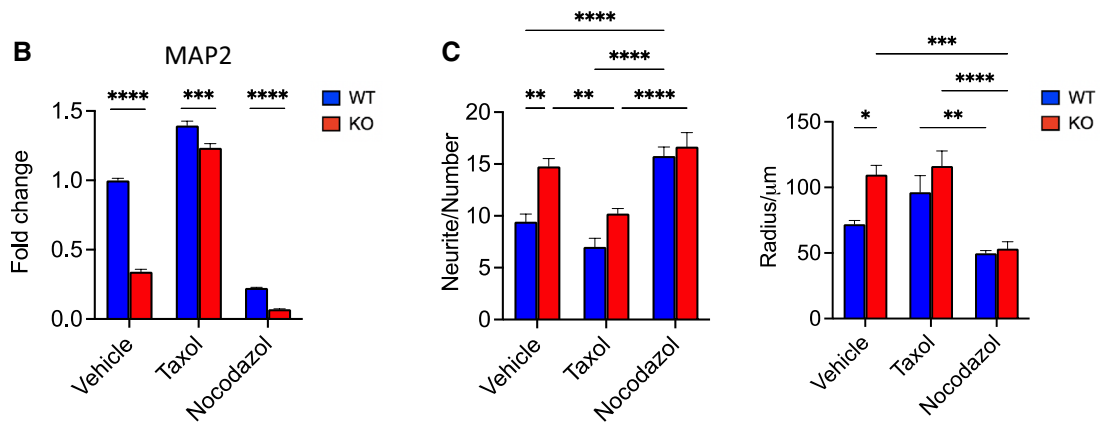 B
MAP2
**** *** ****
Fold change
1.5
1.0
0.5
0.0
Vehicle
Taxol
Nocodazol
WT
KO
C
****
****
** ** ****
Neurite/Number
20
15
10
5
0
Vehicle
Taxol
Nocodazol
***
****
* **
Radius/μm
150
100
50
0
Vehicle
Taxol
Nocodazol
WT
KO